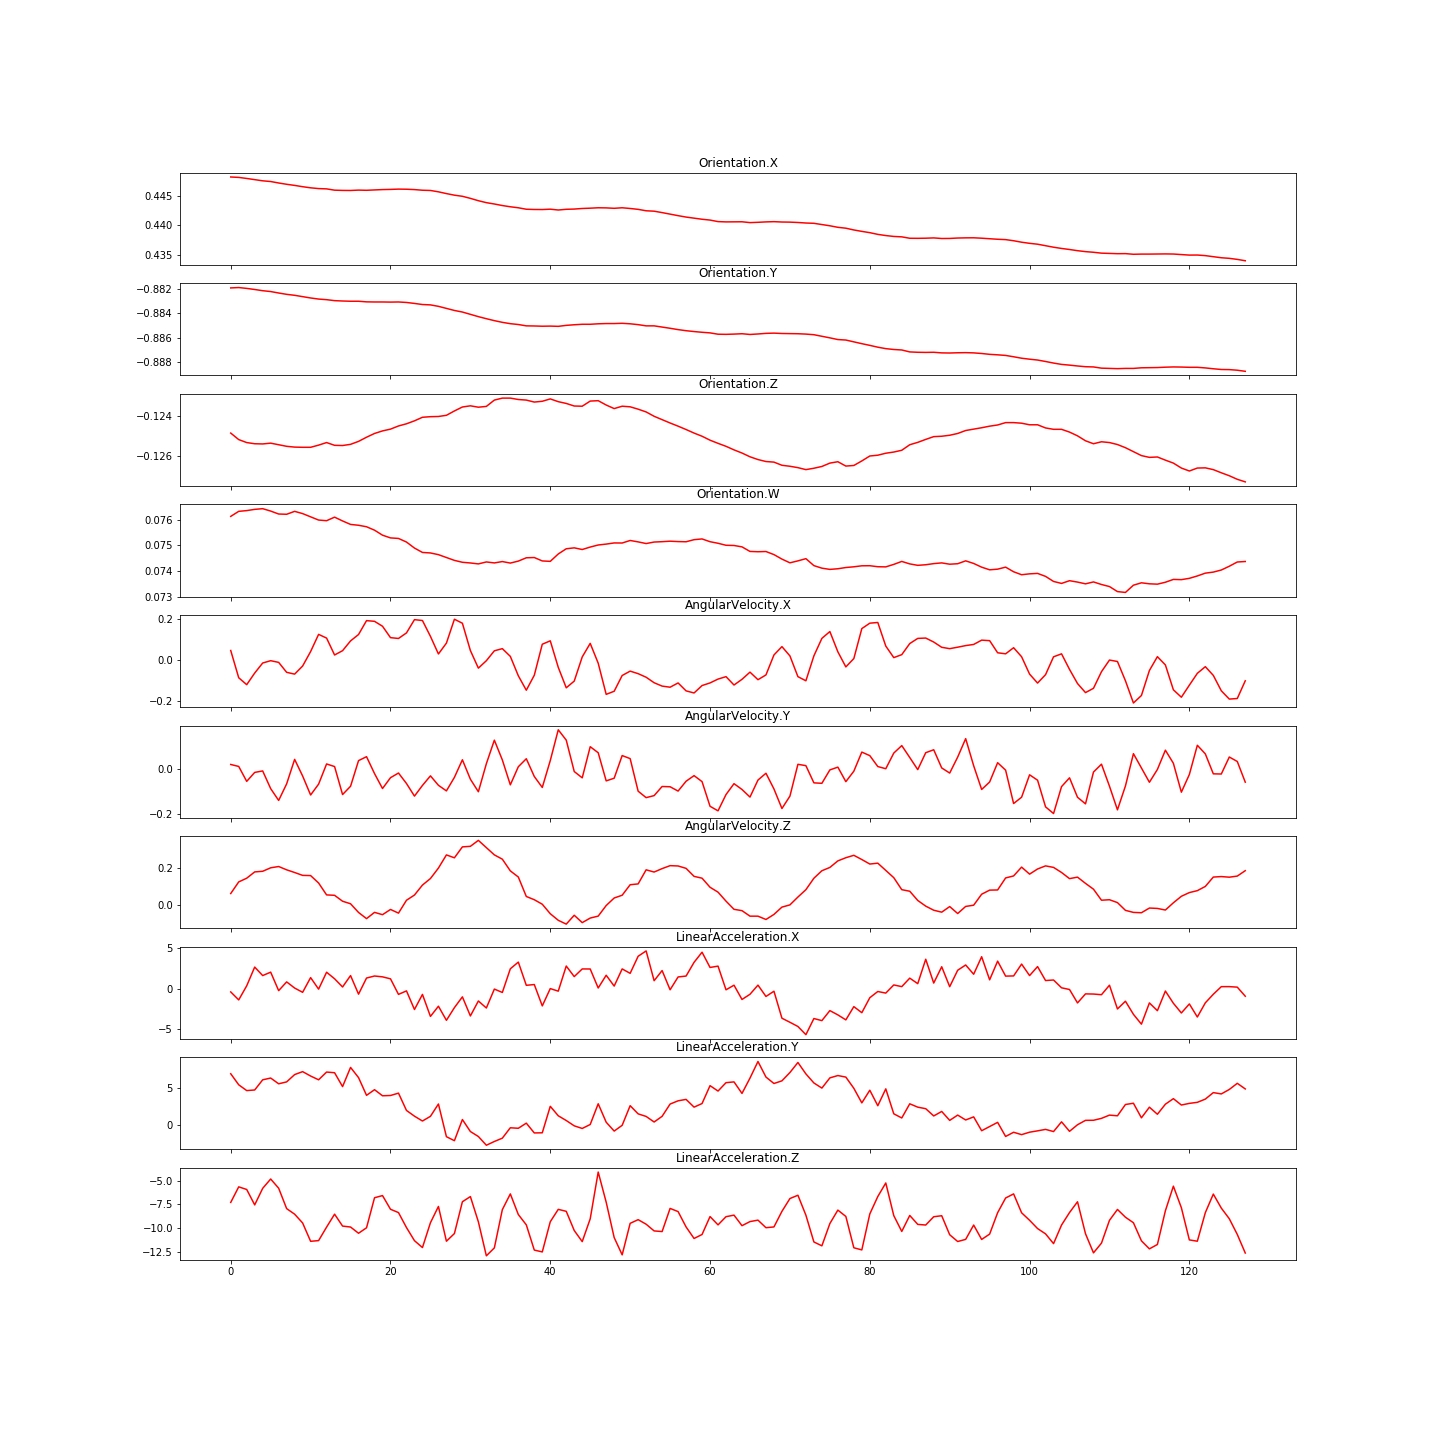 Orientation.X
0.445
0.440
0.435
Orientation.Y
−0.882
−0.884
−0.886
−0.888
Orientation.Z
−0.124
−0.126
Orientation.W
0.076
0.075
0.074
0.073
AngularVelocity.X
0.2
0.0
−0.2
AngularVelocity.Y
0.0
−0.2
AngularVelocity.Z
0.2
0.0
LinearAcceleration.X
5
0
−5
LinearAcceleration.Y
5
0
LinearAcceleration.Z
−5.0
−7.5
−10.0
−12.5
0 20 40 60 80 100 120